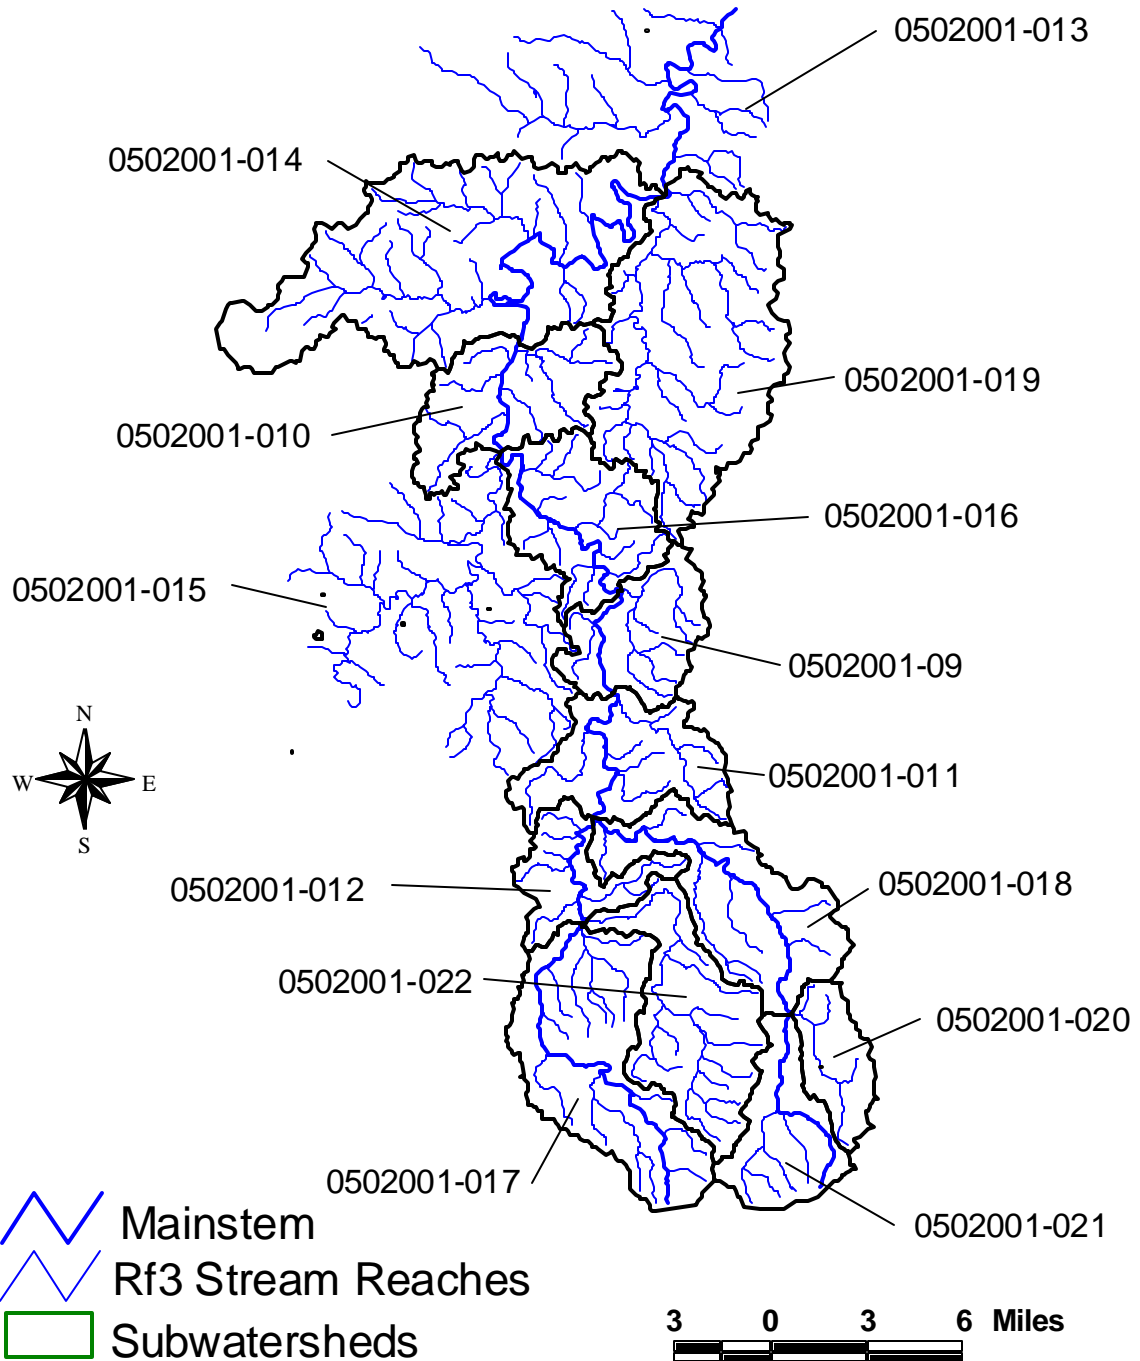 0502001-013
0502001-014
0502001-019
0502001-010
0502001-016
0502001-015
0502001-09
N
W E
S
0502001-011
0502001-012
0502001-018
0502001-022
0502001-020
0502001-017
0502001-021
Mainstem
Rf3 Stream Reaches
Subwatersheds
3 0 3 6 Miles